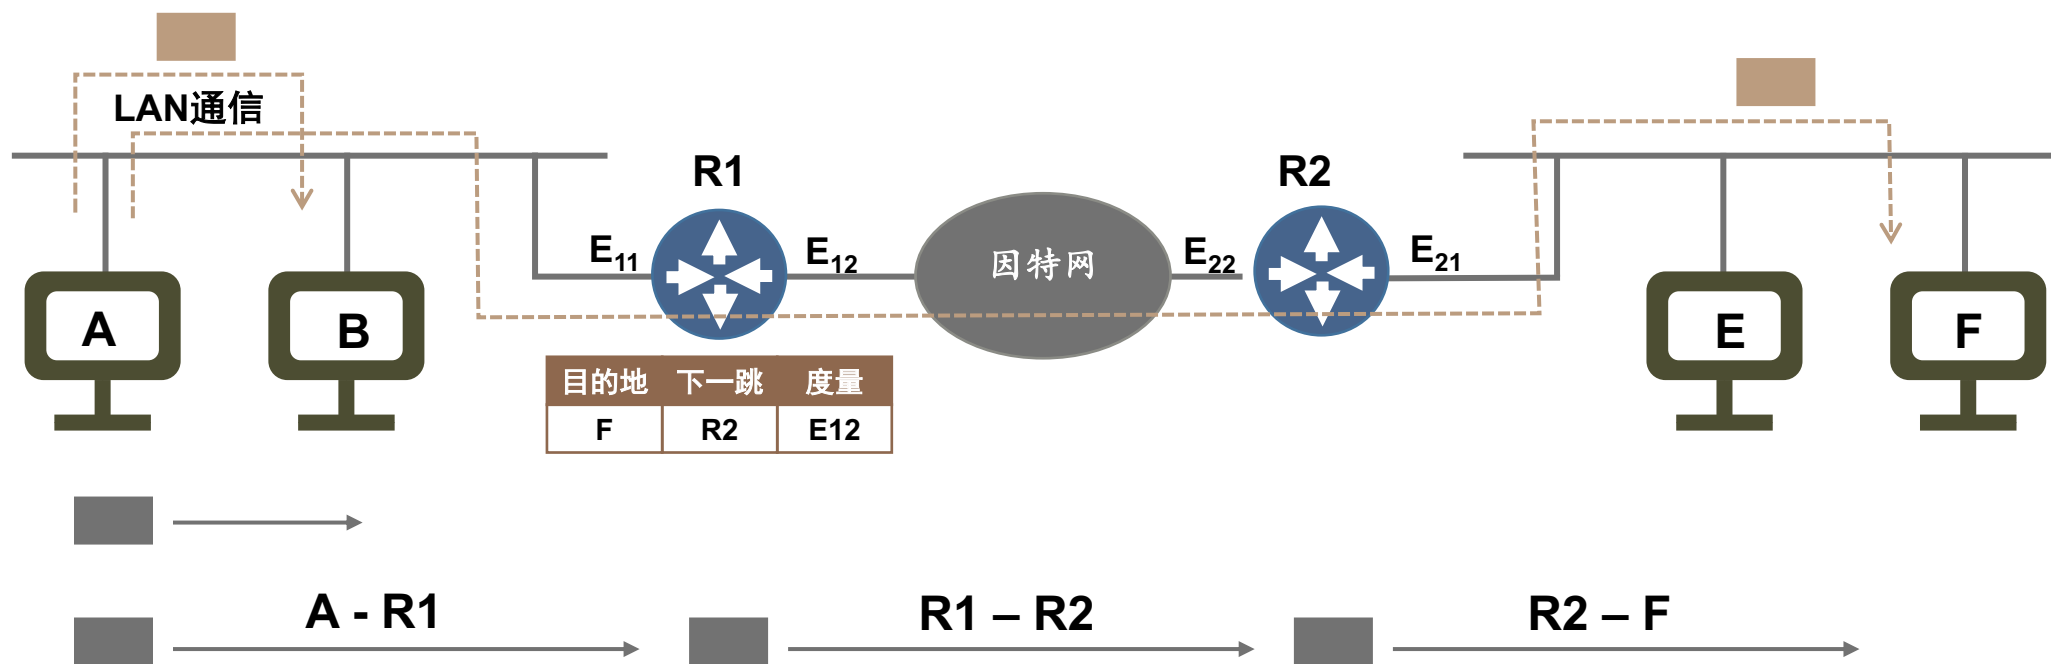 LAN通信
R1
R2
E11
E12
因特网
E22
E21
A
B
E
F
目的地 下一跳 度量
F R2 E12
A - R1
R1 – R2
R2 – F